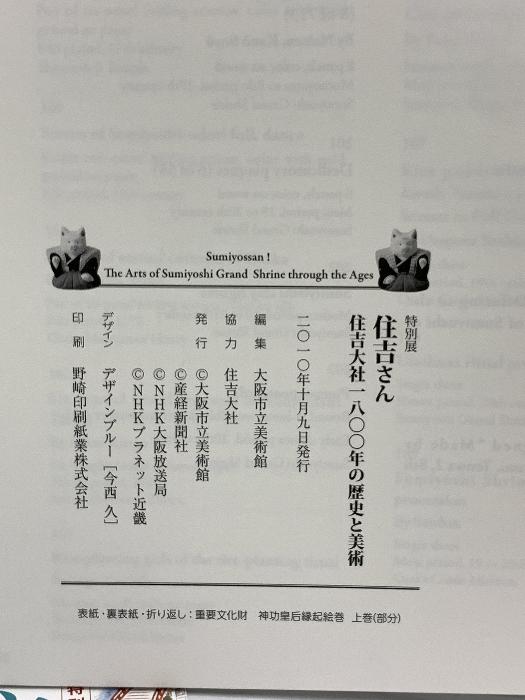 Sumiyossan !
The Arts of Sumiyoshi Grand Shrine through the Ages
特別展
住吉さん
住吉大社一八〇〇年の歴史と美術
二〇一〇年十月九日発行
編集 大阪市立美術館
協力 住吉大社
発行 ©大阪市立美術館
©産経新聞社
©NHK大阪放送局
©NHKプラネット近畿
デザイン デザインブルー[今西 久]
印刷 野崎印刷紙業株式会社
表紙・裏表紙・折り返し:重要文化財 神功皇后縁起絵巻 上巻(部分)